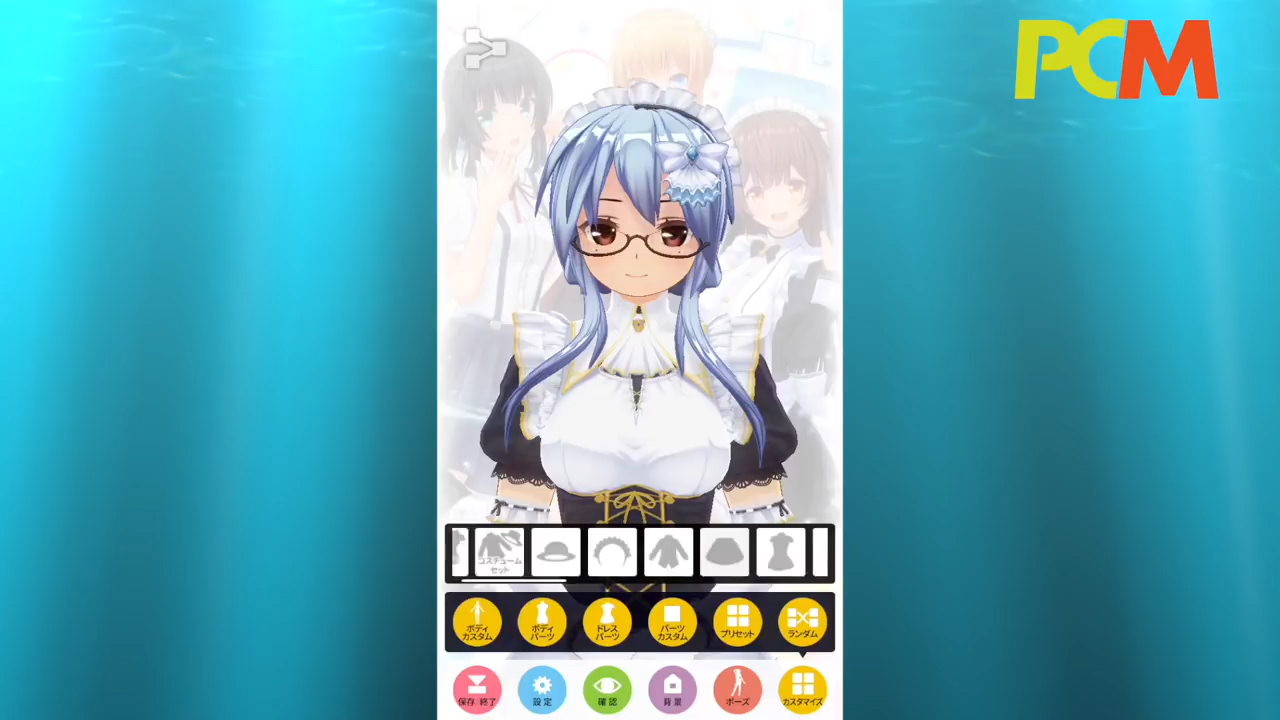 PCM
コスチューム
セット
ボディ
カスタム
ボディ
パーツ
ドレス
パーツ
パーツ
カスタム
プリセット
ランダム
保存/終了
設定
確認
背景
ポーズ
カスタマイズ